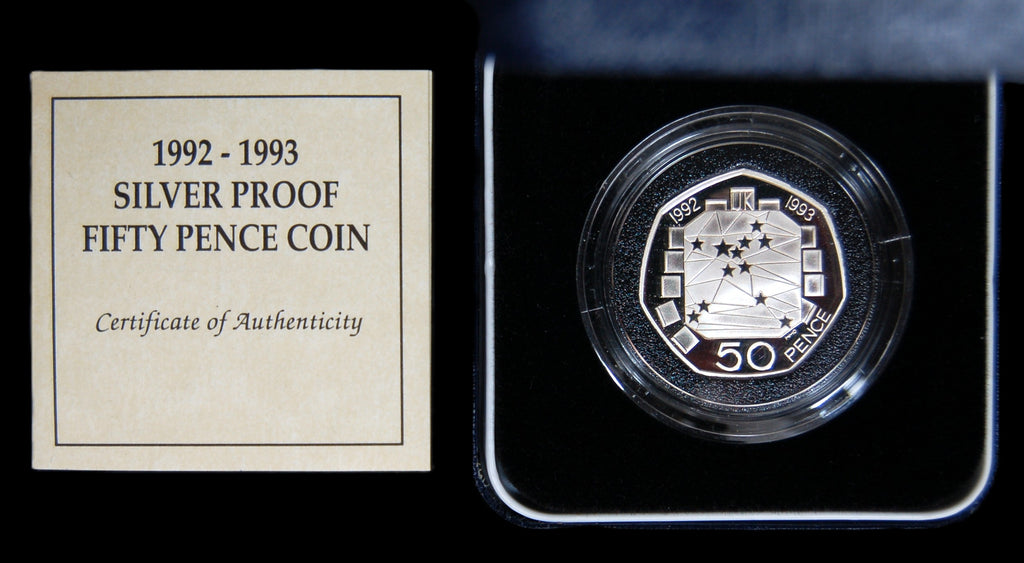 1992 - 1993
SILVER PROOF
FIFTY PENCE COIN
Certificate of Authenticity
1992 UK 1993
50 PENCE